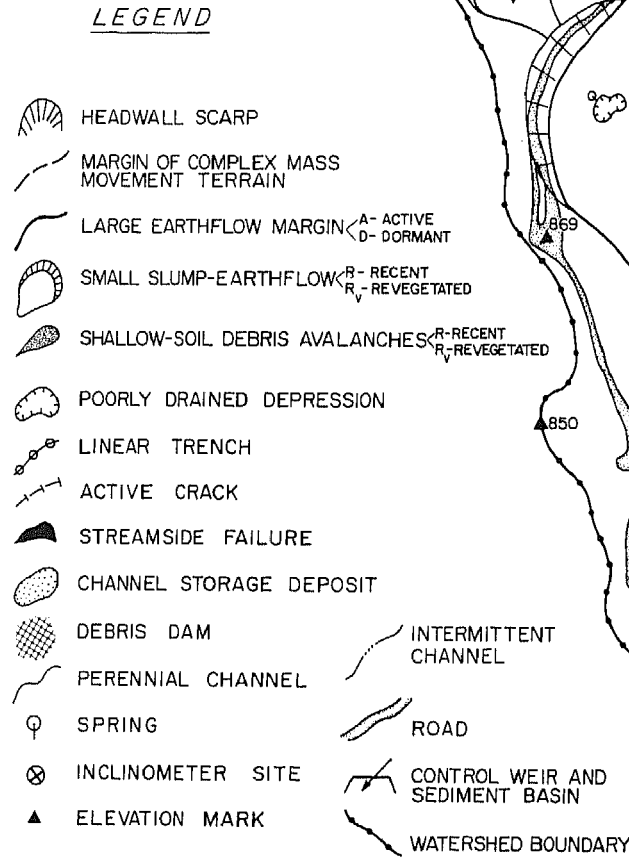 LEGEND
HEADWALL SCARP
MARGIN OF COMPLEX MASS
MOVEMENT TERRAIN
LARGE EARTHFLOW MARGIN
A- ACTIVE
D- DORMANT
SMALL SLUMP-EARTHFLOW
R- RECENT
Rv-REVEGETATED
SHALLOW-SOIL DEBRIS AVALANCHES
R-RECENT
Rv-REVEGETATED
POORLY DRAINED DEPRESSION
LINEAR TRENCH
ACTIVE CRACK
STREAMSIDE FAILURE
CHANNEL STORAGE DEPOSIT
DEBRIS DAM
PERENNIAL CHANNEL
SPRING
INCLINOMETER SITE
ELEVATION MARK
INTERMITTENT
CHANNEL
ROAD
CONTROL WEIR AND
SEDIMENT BASIN
WATERSHED BOUNDARY
869
850